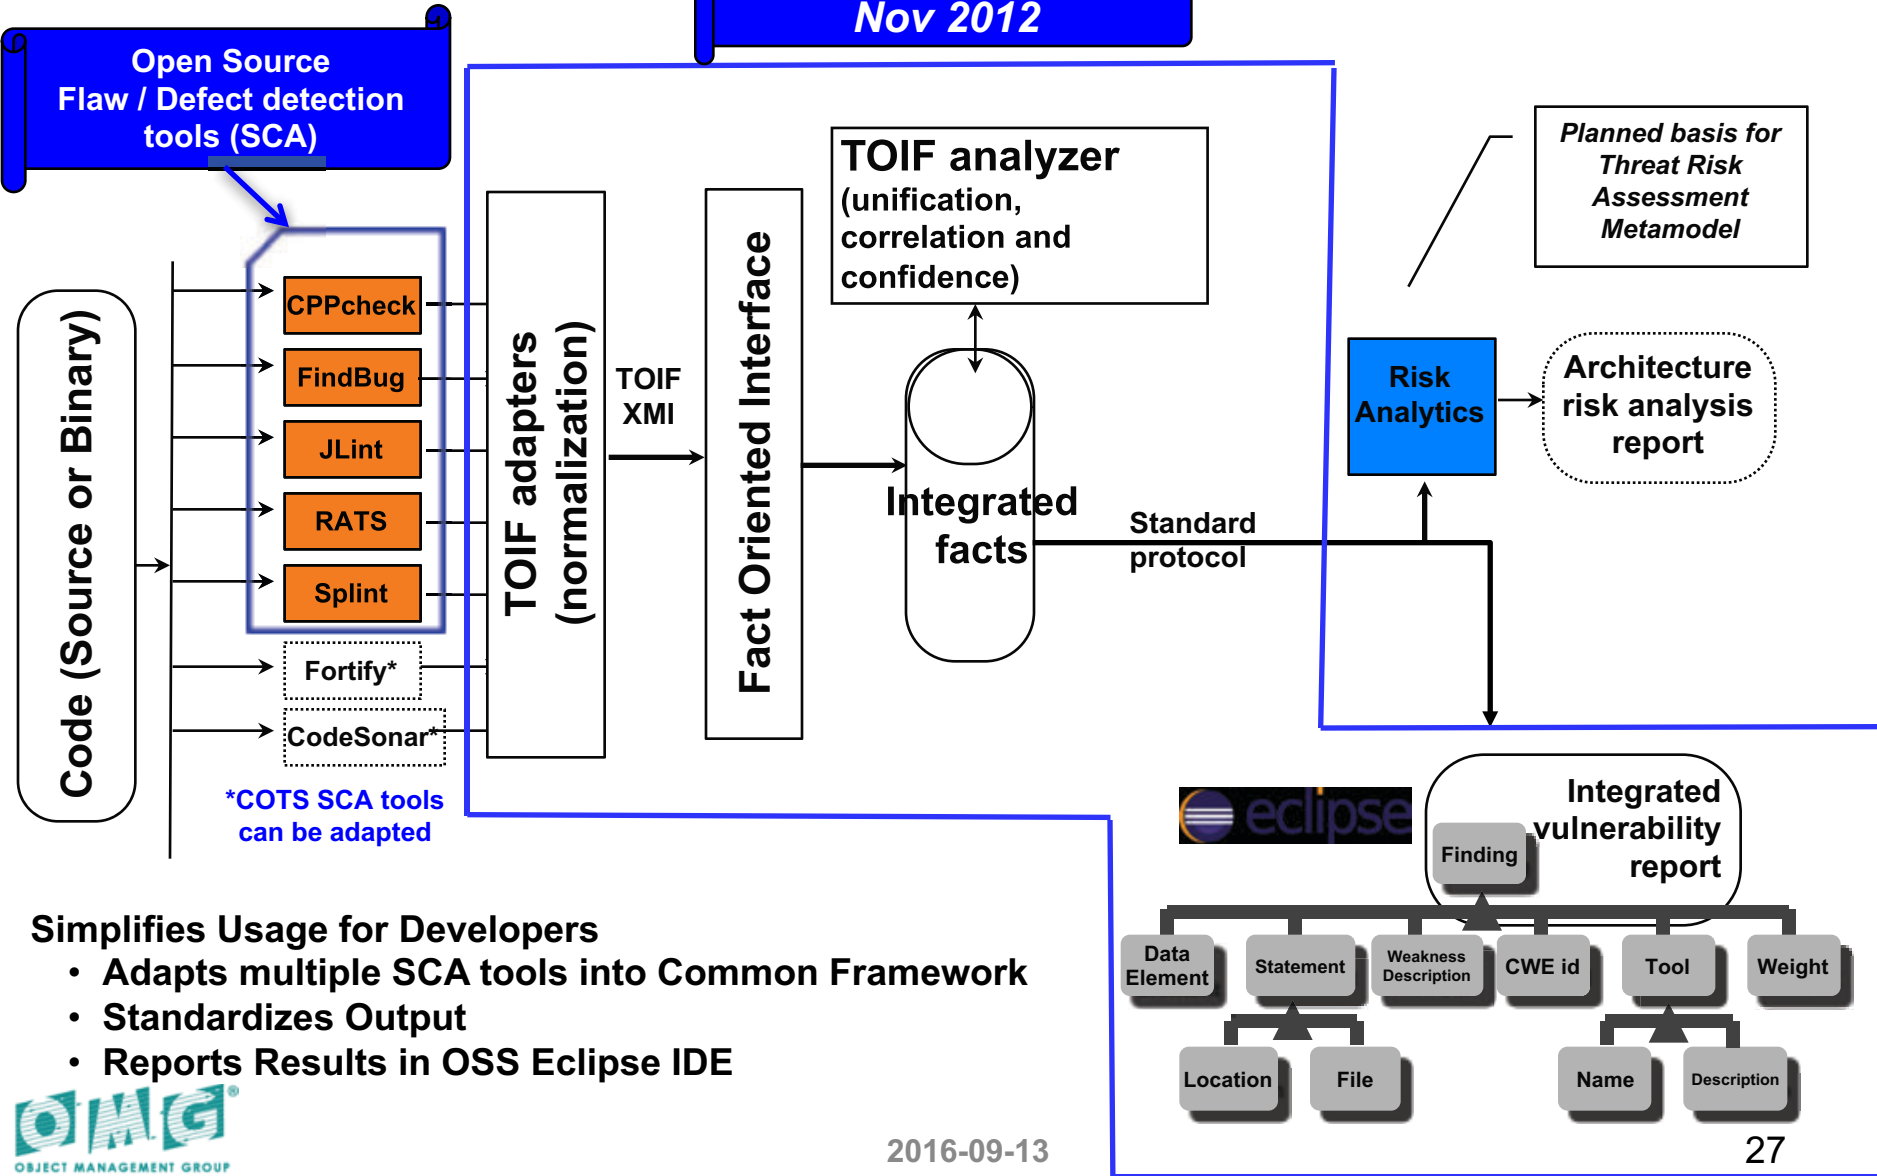 Nov 2012
Open Source
Flaw / Defect detection
tools (SCA)
Planned basis for
Threat Risk
Assessment
Metamodel
TOIF analyzer
(unification,
correlation and
confidence)
Code (Source or Binary)
CPPcheck
FindBug
JLint
RATS
Splint
Fortify*
CodeSonar*
*COTS SCA tools
can be adapted
TOIF adapters
(normalization)
TOIF
XMI
Fact Oriented Interface
Integrated
facts
Standard
protocol
Risk
Analytics
Architecture
risk analysis
report
eclipse
Integrated
vulnerability
report
Finding
Data
Element
Statement
Weakness
Description
CWE id
Tool
Weight
Location
File
Name
Description
Simplifies Usage for Developers
• Adapts multiple SCA tools into Common Framework
• Standardizes Output
• Reports Results in OSS Eclipse IDE
OMG®
OBJECT MANAGEMENT GROUP
2016-09-13
27